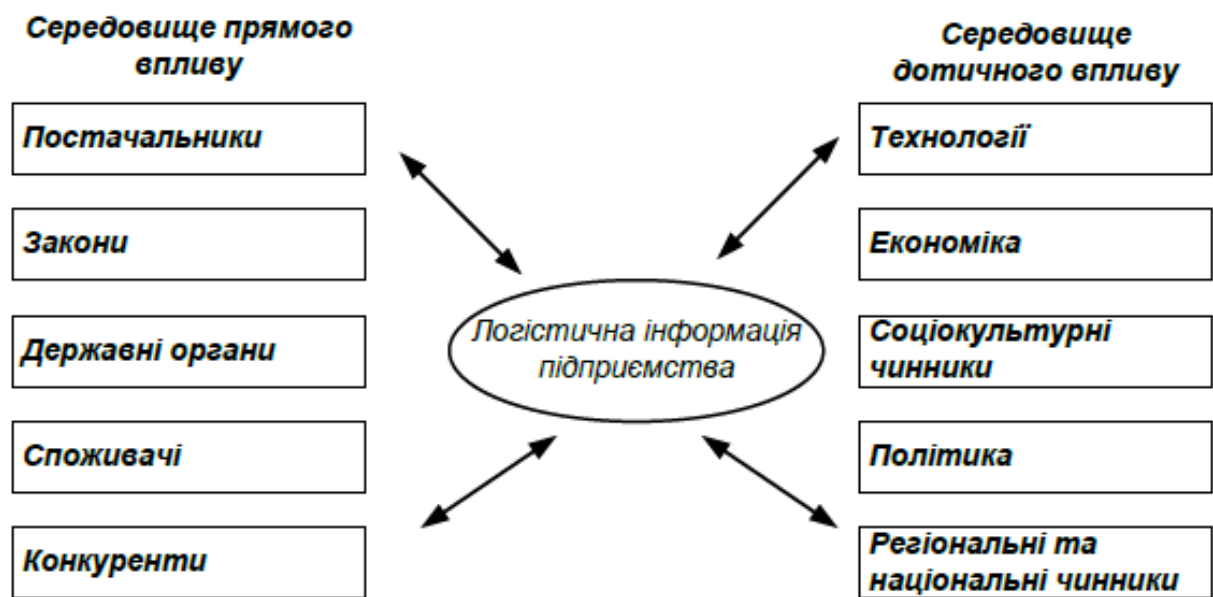 Середовище прямого
впливу
Постачальники
Закони
Державні органи
Споживачі
Конкуренти
Логістична інформація
підприємства
Середовище
дотичного впливу
Технології
Економіка
Соціокультурні
чинники
Політика
Регіональні та
національні чинники